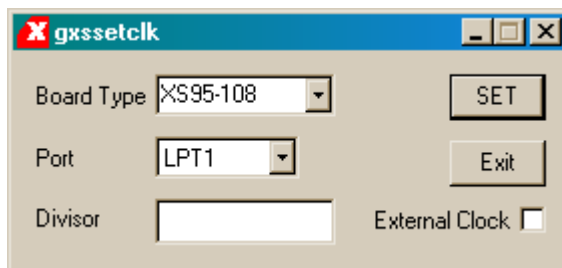 gxssetclk
Board Type XS95-108 SET
Port LPT1 Exit
Divisor External Clock